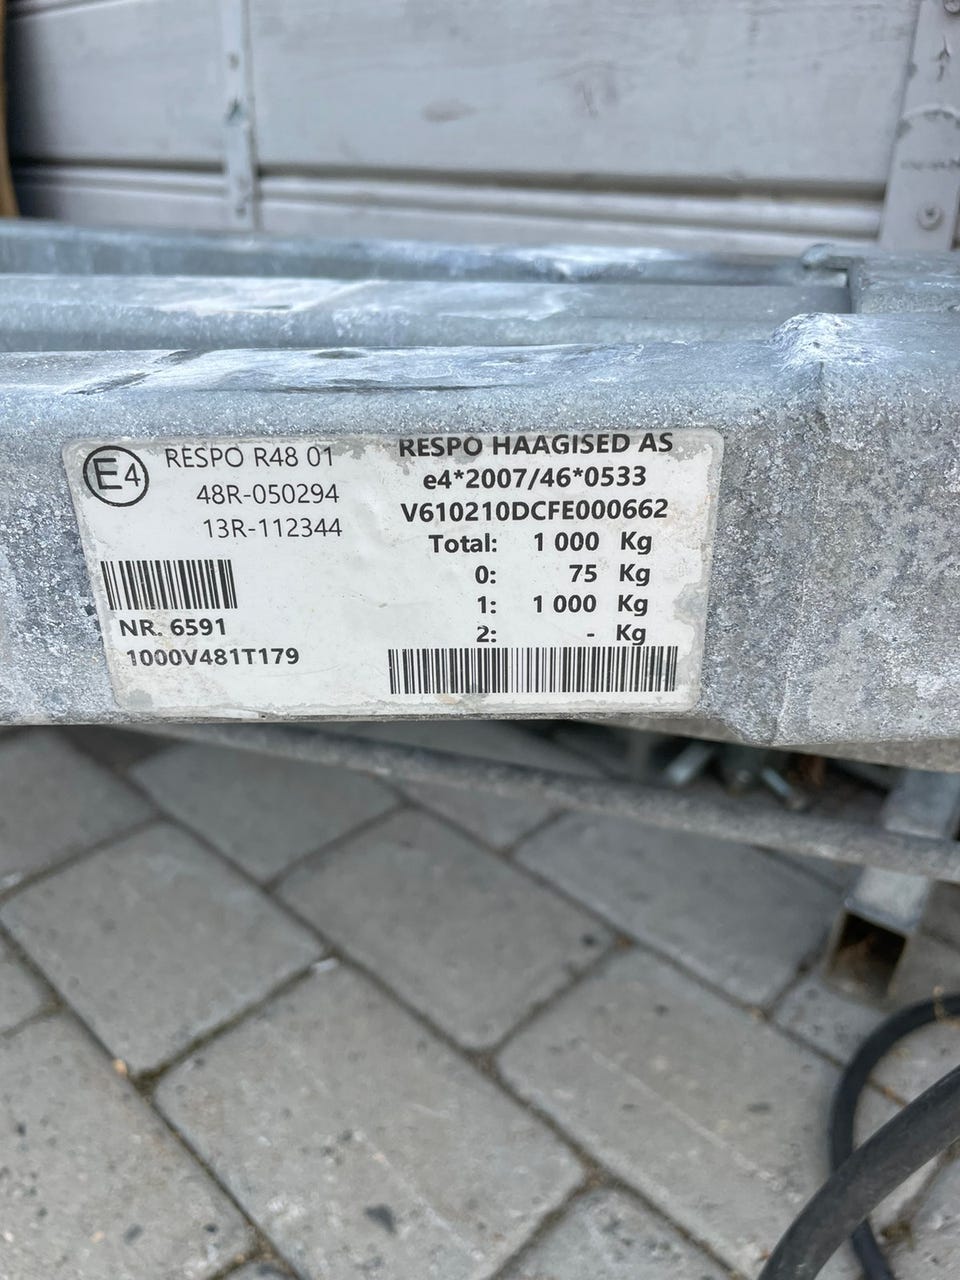 E4
RESPO R48 01
48R-050294
13R-112344
NR. 6591
1000V481T179
RESPO HAAGISED AS
e4*2007/46*0533
V610210DCFE000662
Total: 1 000 Kg
0: 75 Kg
1: 1 000 Kg
2: - Kg